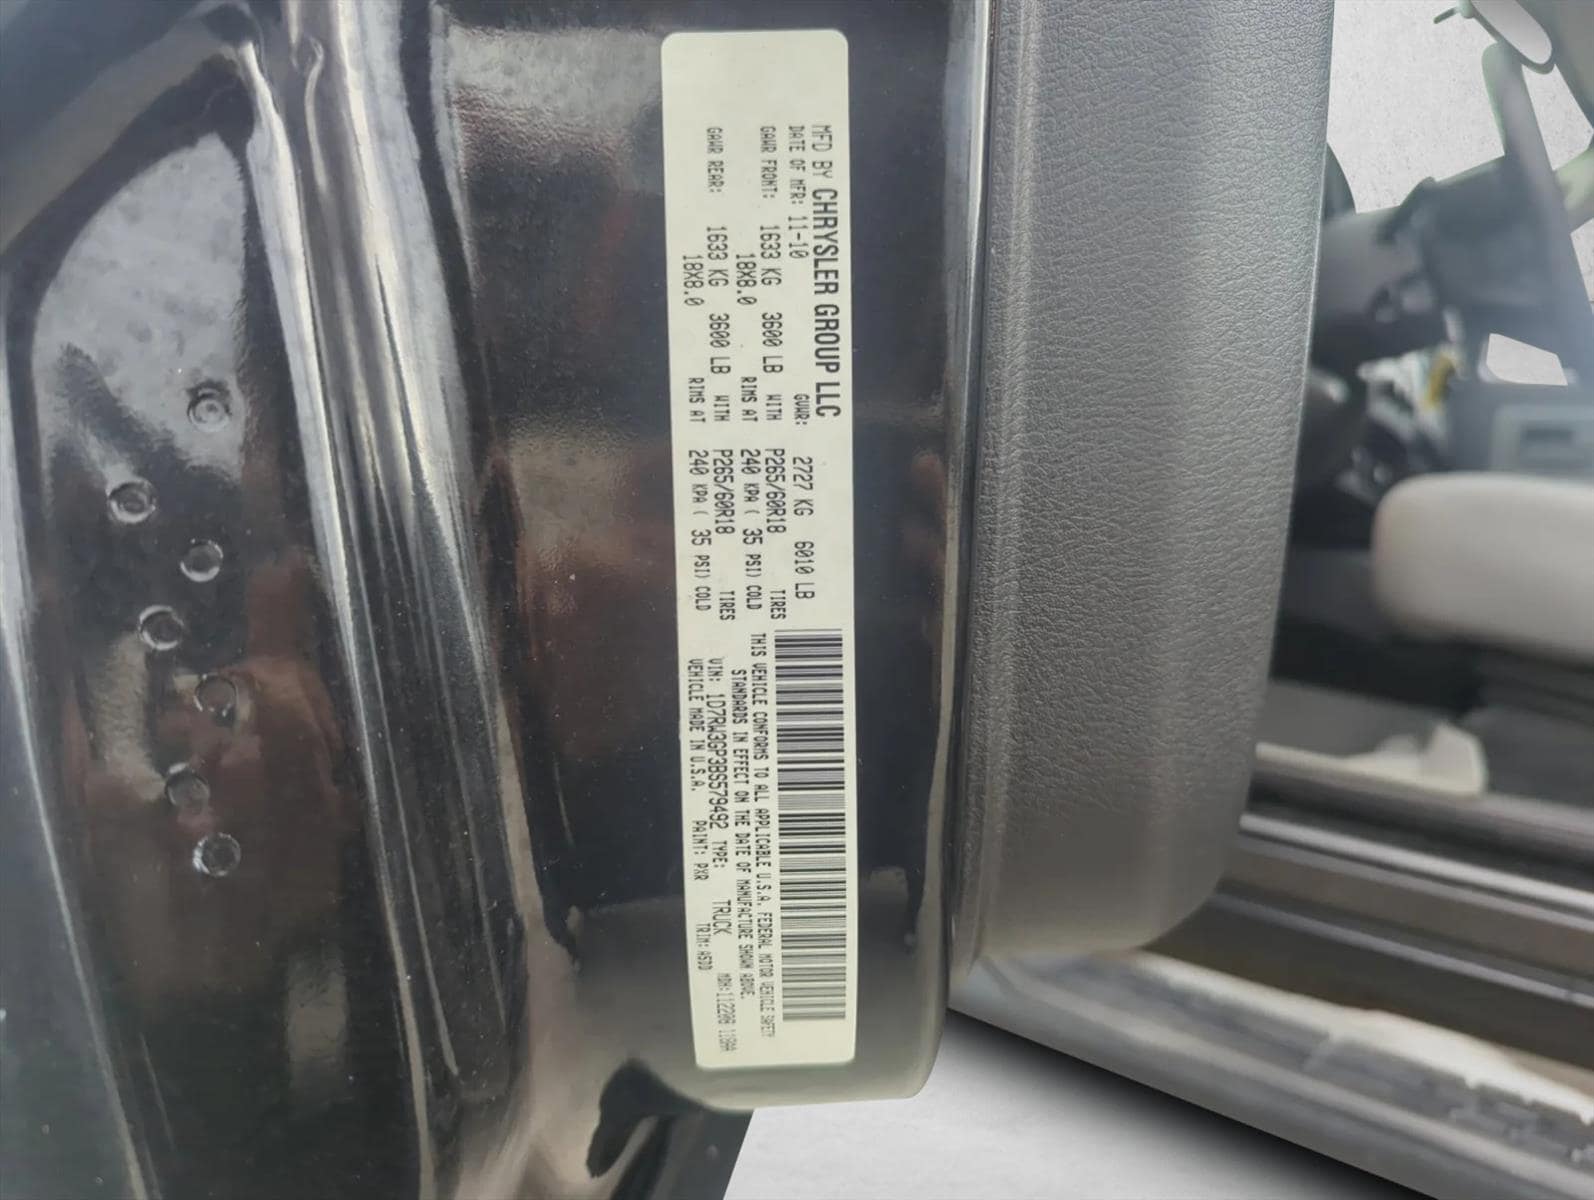 MFD BY CHRYSLER GROUP LLC
DATE OF MFR: 11-10 GVWR: 2727 KG 6010 LB
GAWR FRONT: 1633 KG 3600 LB WITH P265/60R18 TIRES
18X8.0 RIMS AT 240 KPA ( 35 PSI) COLD
GAWR REAR: 1633 KG 3600 LB WITH P265/60R18 TIRES
18X8.0 RIMS AT 240 KPA ( 35 PSI) COLD
THIS VEHICLE CONFORMS TO ALL APPLICABLE U.S.A. FEDERAL MOTOR VEHICLE SAFETY
STANDARDS IN EFFECT ON THE DATE OF MANUFACTURE SHOWN ABOVE.
VIN: 1D7RW3GP3BS579492 TYPE: TRUCK
VEHICLE MADE IN U.S.A. PAINT: PXR